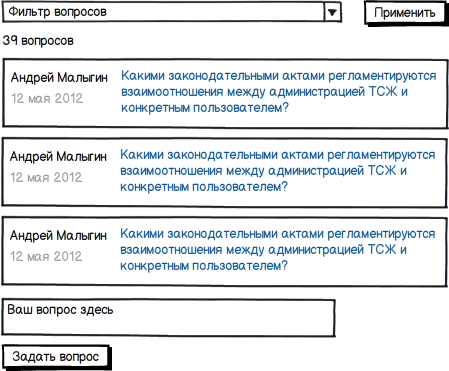 Фильтр вопросов
Применить
39 вопросов
Андрей Малыгин
12 мая 2012
Какими законодательными актами регламентируются
взаимоотношения между администрацией ТСЖ и
конкретным пользователем?
Андрей Малыгин
12 мая 2012
Какими законодательными актами регламентируются
взаимоотношения между администрацией ТСЖ и
конкретным пользователем?
Андрей Малыгин
12 мая 2012
Какими законодательными актами регламентируются
взаимоотношения между администрацией ТСЖ и
конкретным пользователем?
Ваш вопрос здесь
Задать вопрос